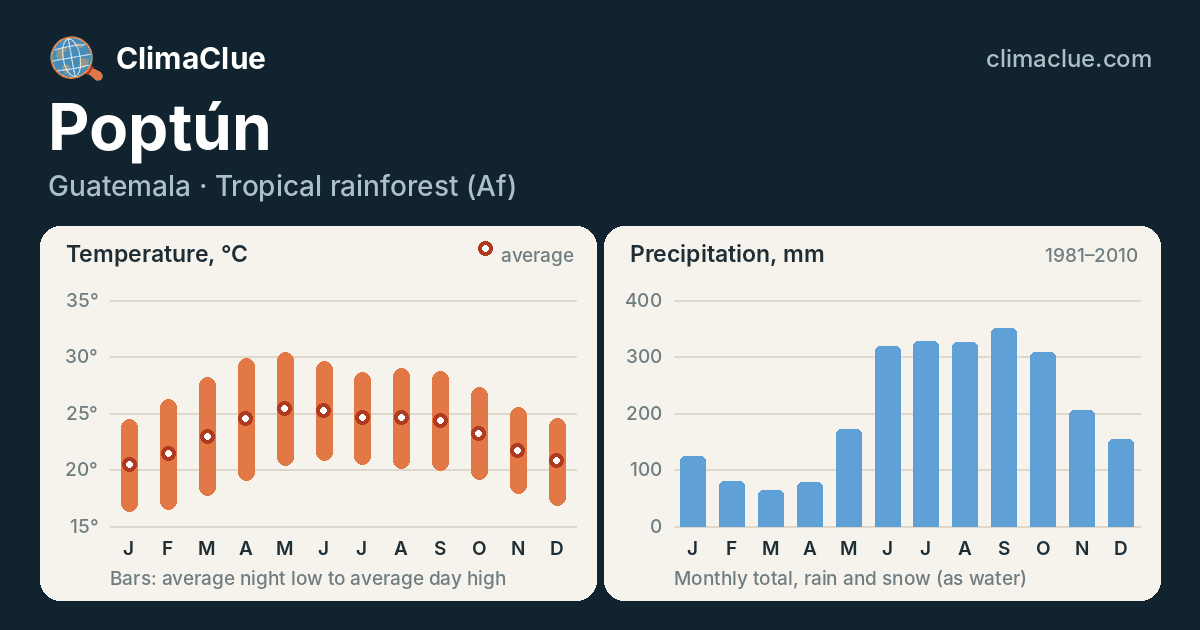 ClimaClue
climaclue.com
Poptún
Guatemala · Tropical rainforest (Af)
Temperature, °C
average
35°
30°
25°
20°
15°
J F M A M J J A S O N D
Bars: average night low to average day high
Precipitation, mm
1981–2010
400
300
200
100
0
J F M A M J J A S O N D
Monthly total, rain and snow (as water)